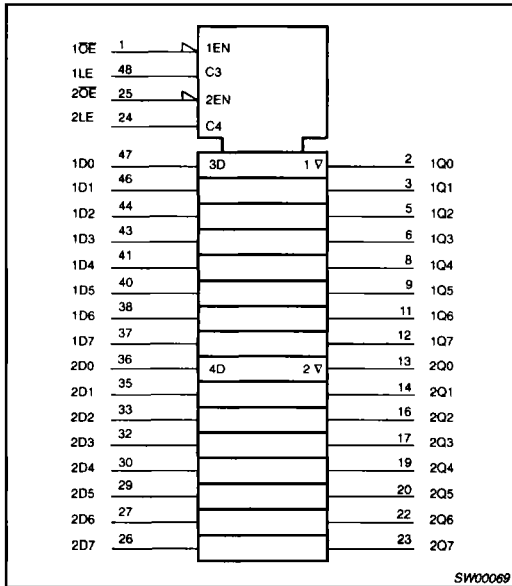 1O̅E̅ 1 1EN
1LE 48 C3
2O̅E̅ 25 2EN
2LE 24 C4
1D0 47 3D 1 ∇ 2 1Q0
1D1 46 3 1Q1
1D2 44 5 1Q2
1D3 43 6 1Q3
1D4 41 8 1Q4
1D5 40 9 1Q5
1D6 38 11 1Q6
1D7 37 12 1Q7
2D0 36 4D 2 ∇ 13 2Q0
2D1 35 14 2Q1
2D2 33 16 2Q2
2D3 32 17 2Q3
2D4 30 19 2Q4
2D5 29 20 2Q5
2D6 27 22 2Q6
2D7 26 23 2Q7
SW00069